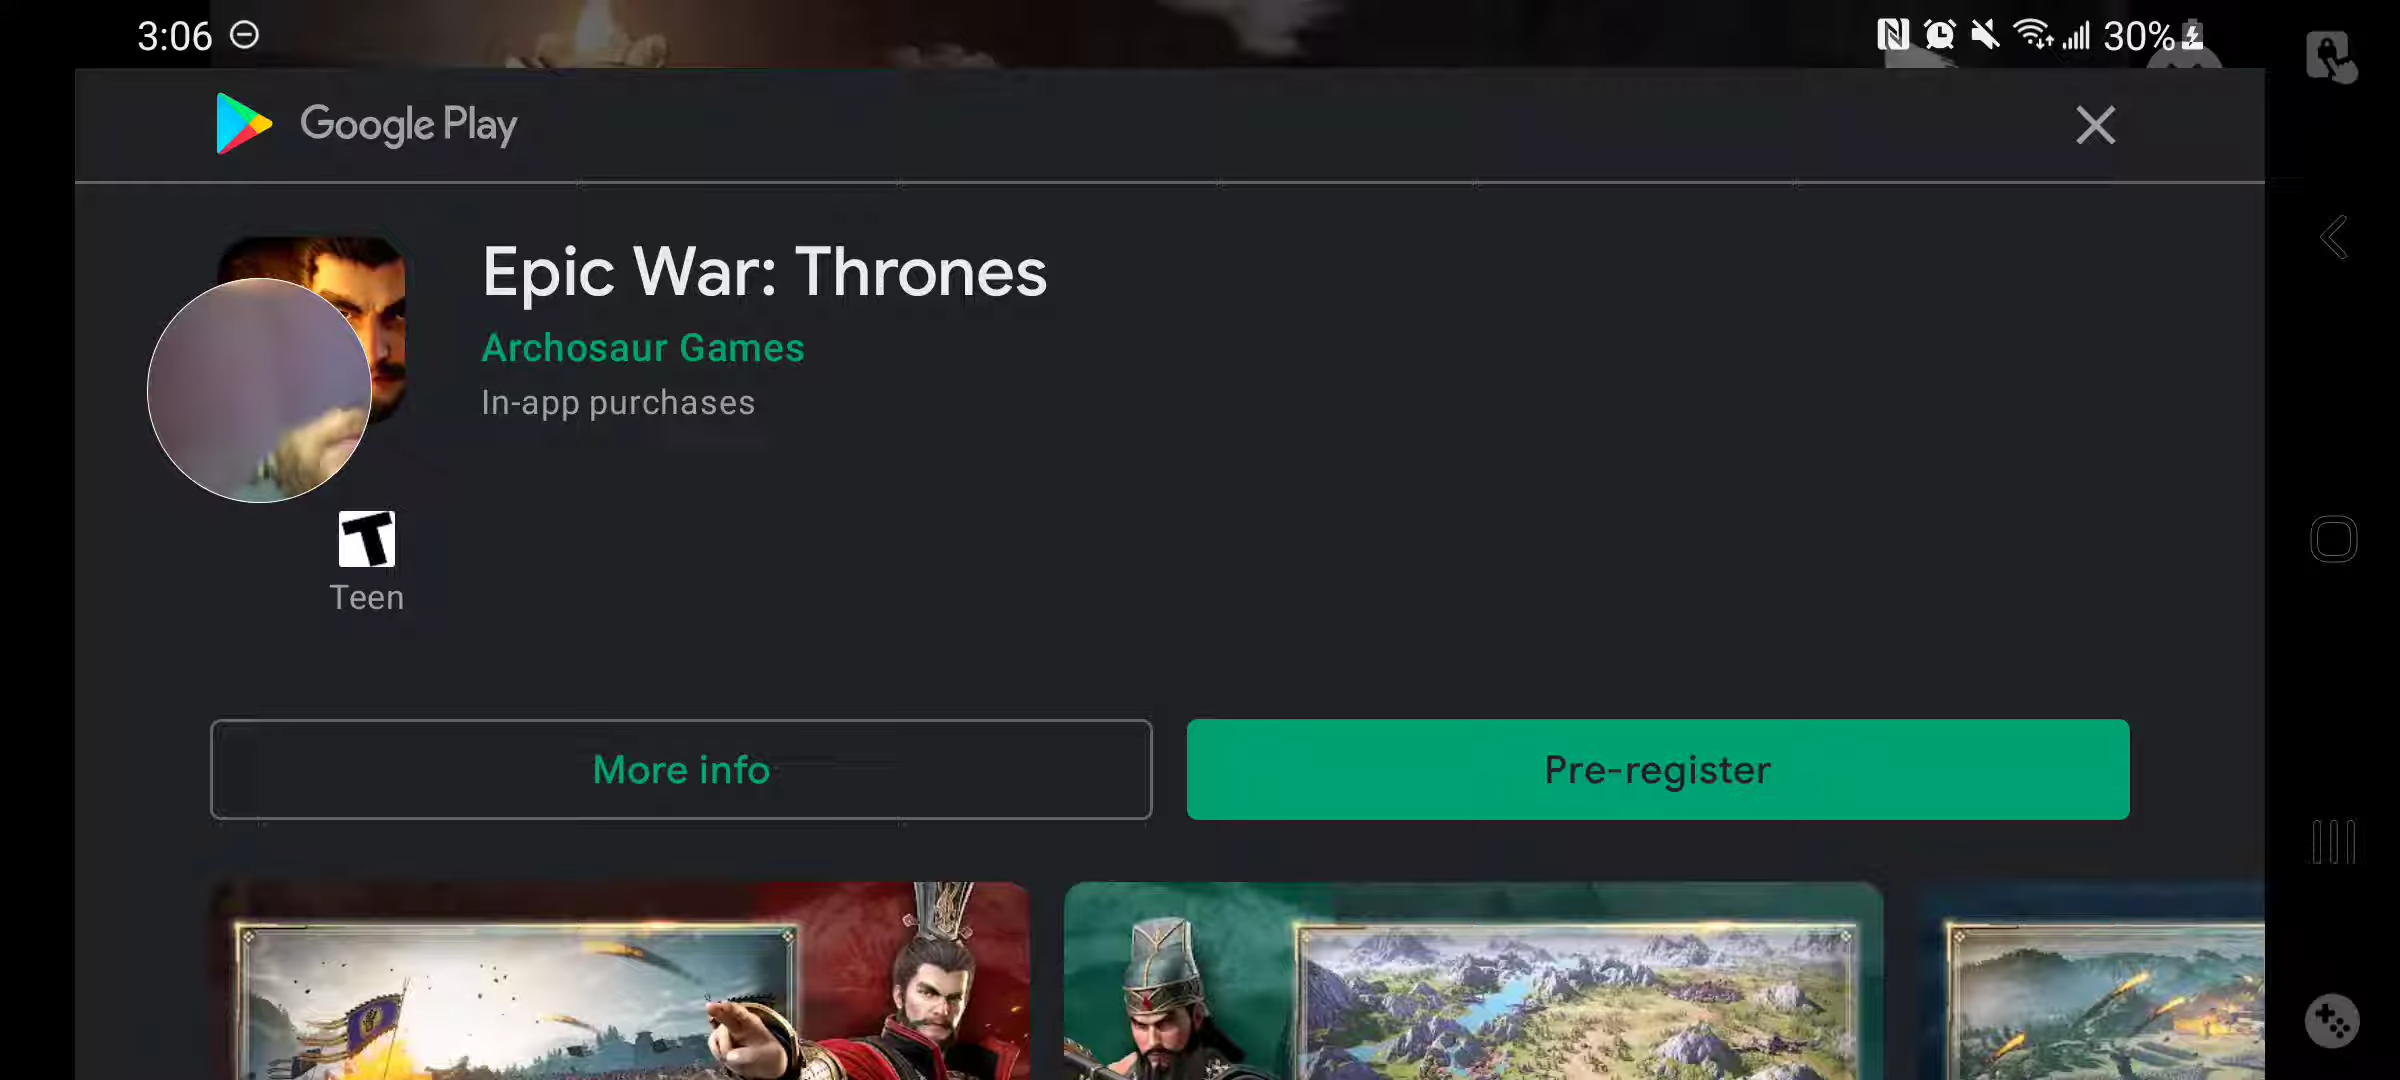 3:06
30%
Google Play
Epic War: Thrones
Archosaur Games
In-app purchases
T
Teen
More info
Pre-register